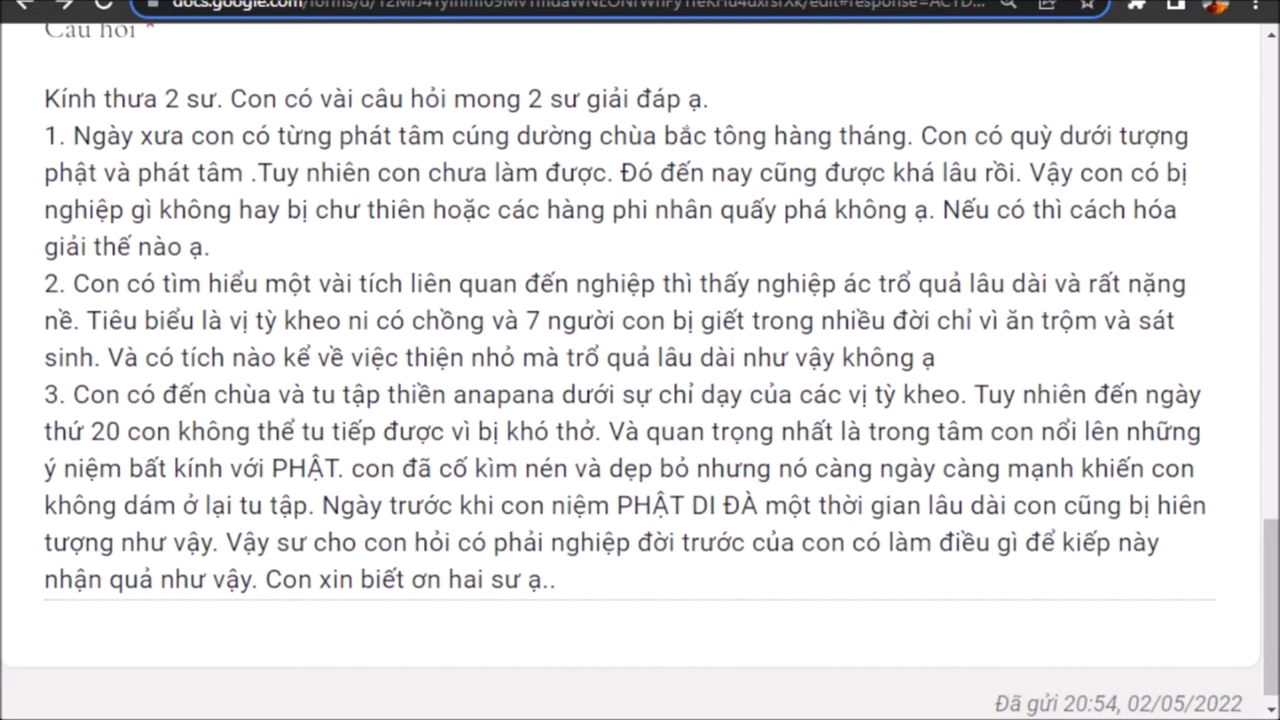 Câu hỏi *
Kính thưa 2 sư. Con có vài câu hỏi mong 2 sư giải đáp ạ.
1. Ngày xưa con có từng phát tâm cúng dường chùa bắc tông hàng tháng. Con có quỳ dưới tượng
phật và phát tâm .Tuy nhiên con chưa làm được. Đó đến nay cũng được khá lâu rồi. Vậy con có bị
nghiệp gì không hay bị chư thiên hoặc các hàng phi nhân quấy phá không ạ. Nếu có thì cách hóa
giải thế nào ạ.
2. Con có tìm hiểu một vài tích liên quan đến nghiệp thì thấy nghiệp ác trổ quả lâu dài và rất nặng
nề. Tiêu biểu là vị tỳ kheo ni có chồng và 7 người con bị giết trong nhiều đời chỉ vì ăn trộm và sát
sinh. Và có tích nào kể về việc thiện nhỏ mà trổ quả lâu dài như vậy không ạ
3. Con có đến chùa và tu tập thiền anapana dưới sự chỉ dạy của các vị tỳ kheo. Tuy nhiên đến ngày
thứ 20 con không thể tu tiếp được vì bị khó thở. Và quan trọng nhất là trong tâm con nổi lên những
ý niệm bất kính với PHẬT. con đã cố kìm nén và dẹp bỏ nhưng nó càng ngày càng mạnh khiến con
không dám ở lại tu tập. Ngày trước khi con niệm PHẬT DI ĐÀ một thời gian lâu dài con cũng bị hiên
tượng như vậy. Vậy sư cho con hỏi có phải nghiệp đời trước của con có làm điều gì để kiếp này
nhận quả như vậy. Con xin biết ơn hai sư ạ..
Đã gửi 20:54, 02/05/2022